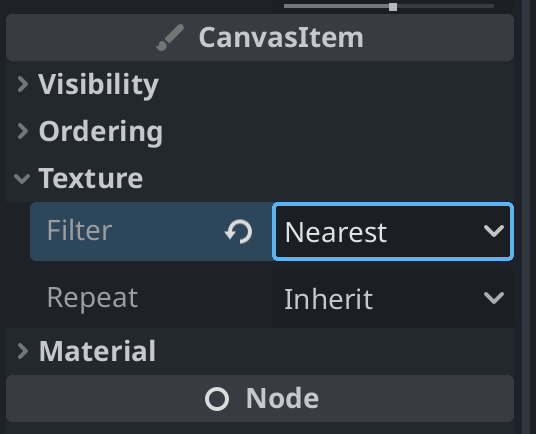 CanvasItem
Visibility
Ordering
Texture
Filter Nearest
Repeat Inherit
Material
Node